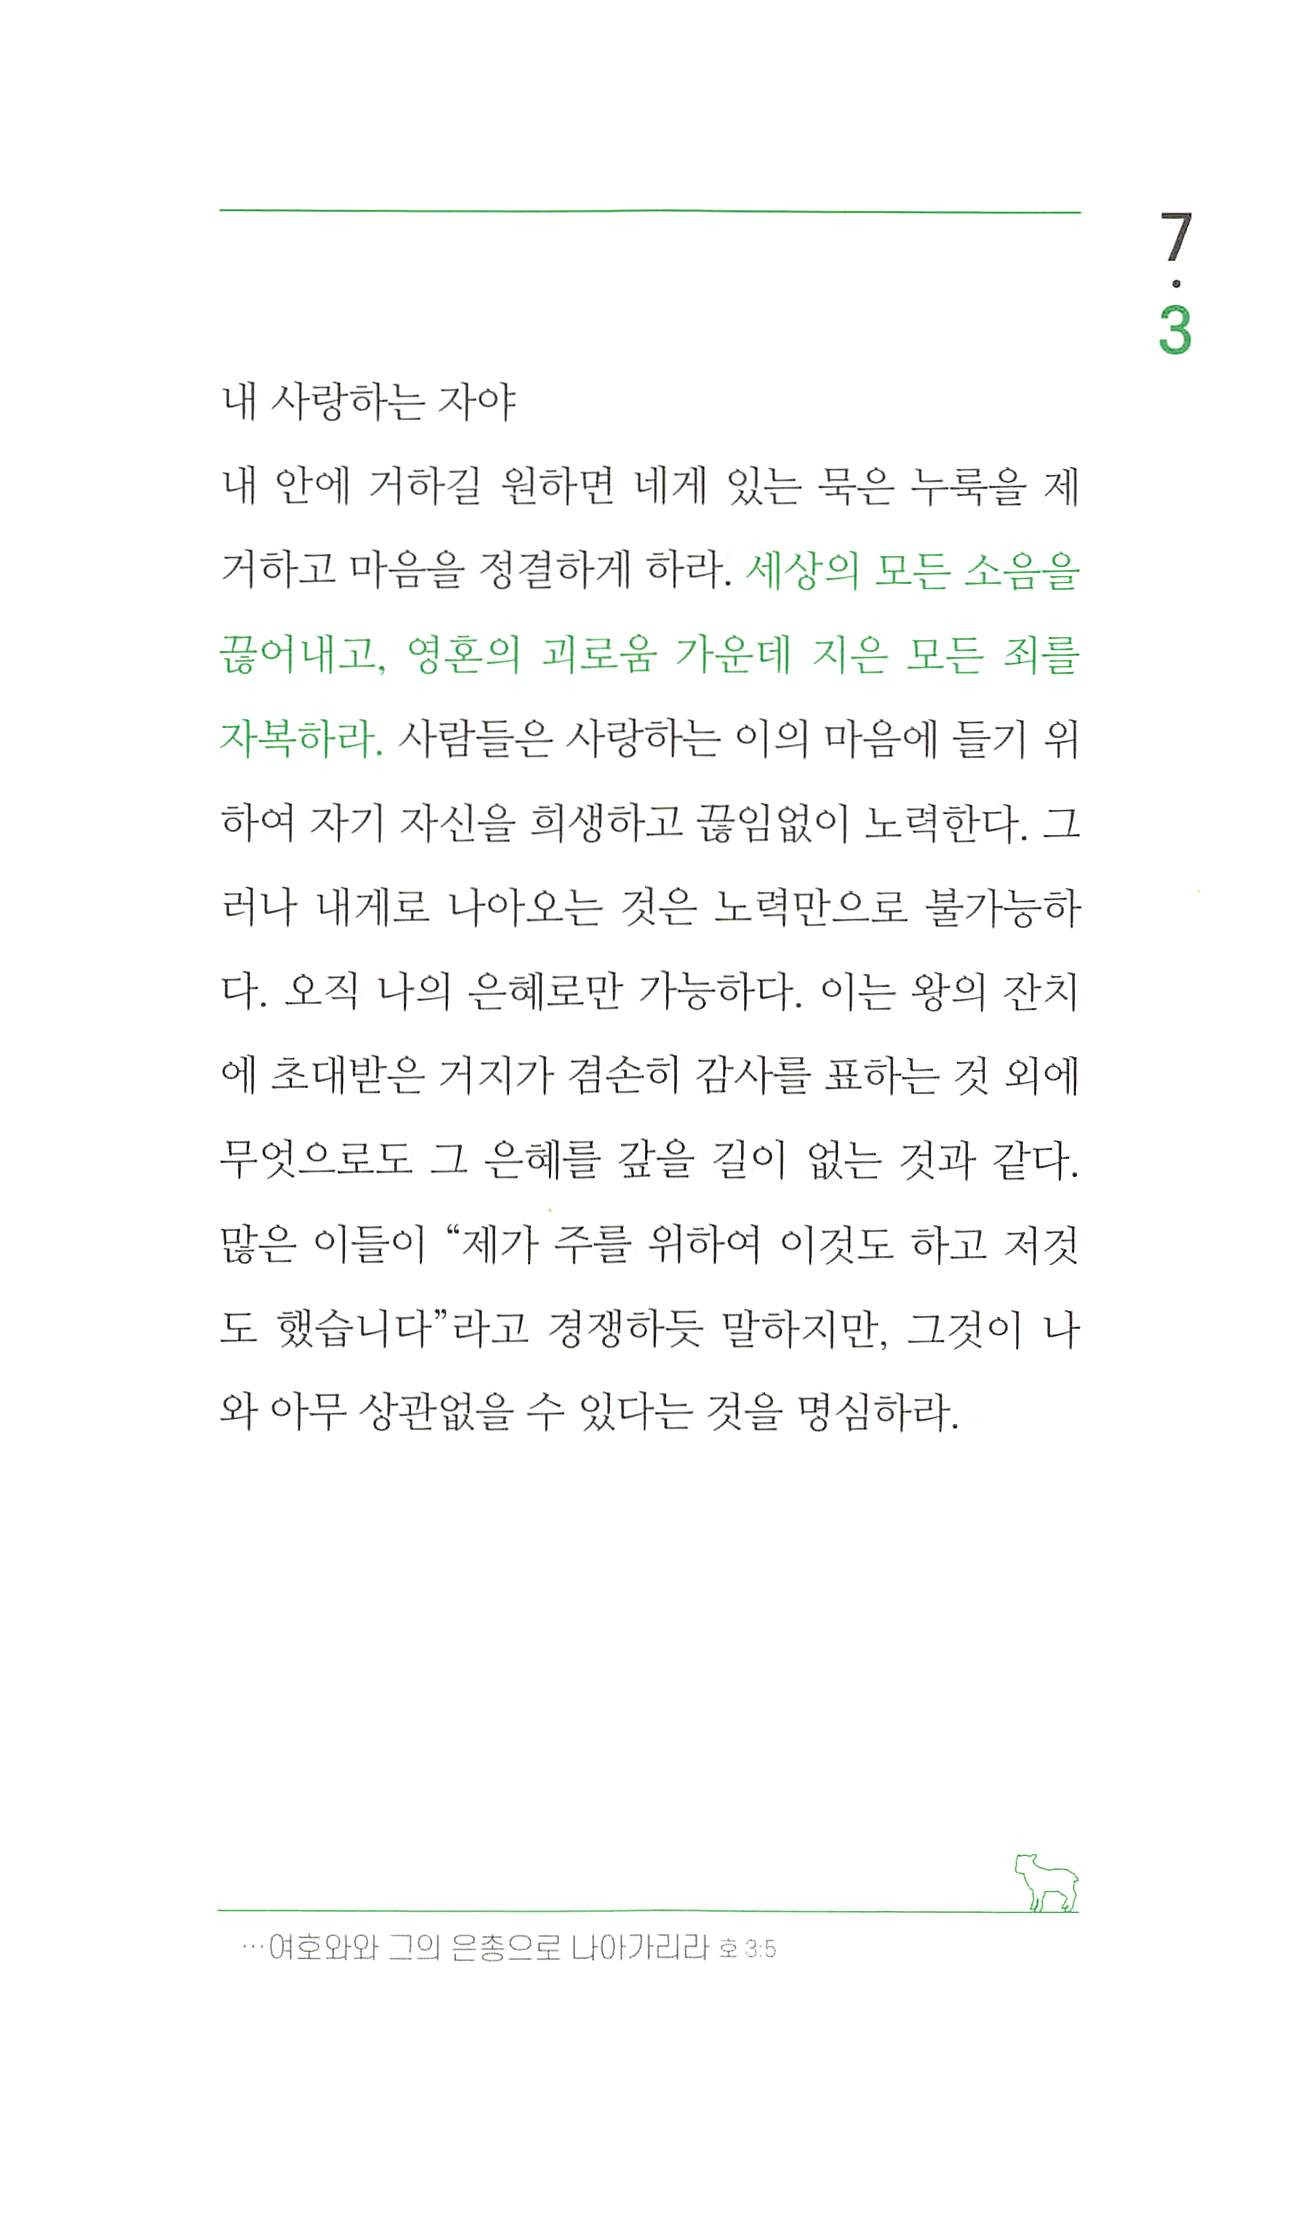 7
·
3
내 사랑하는 자야
내 안에 거하길 원하면 네게 있는 묵은 누룩을 제
거하고 마음을 정결하게 하라. 세상의 모든 소음을
끊어내고, 영혼의 괴로움 가운데 지은 모든 죄를
자복하라. 사람들은 사랑하는 이의 마음에 들기 위
하여 자기 자신을 희생하고 끊임없이 노력한다. 그
러나 내게로 나아오는 것은 노력만으로 불가능하
다. 오직 나의 은혜로만 가능하다. 이는 왕의 잔치
에 초대받은 거지가 겸손히 감사를 표하는 것 외에
무엇으로도 그 은혜를 갚을 길이 없는 것과 같다.
많은 이들이 “제가 주를 위하여 이것도 하고 저것
도 했습니다”라고 경쟁하듯 말하지만, 그것이 나
와 아무 상관없을 수 있다는 것을 명심하라.
…여호와와 그의 은총으로 나아가리라 호 3:5